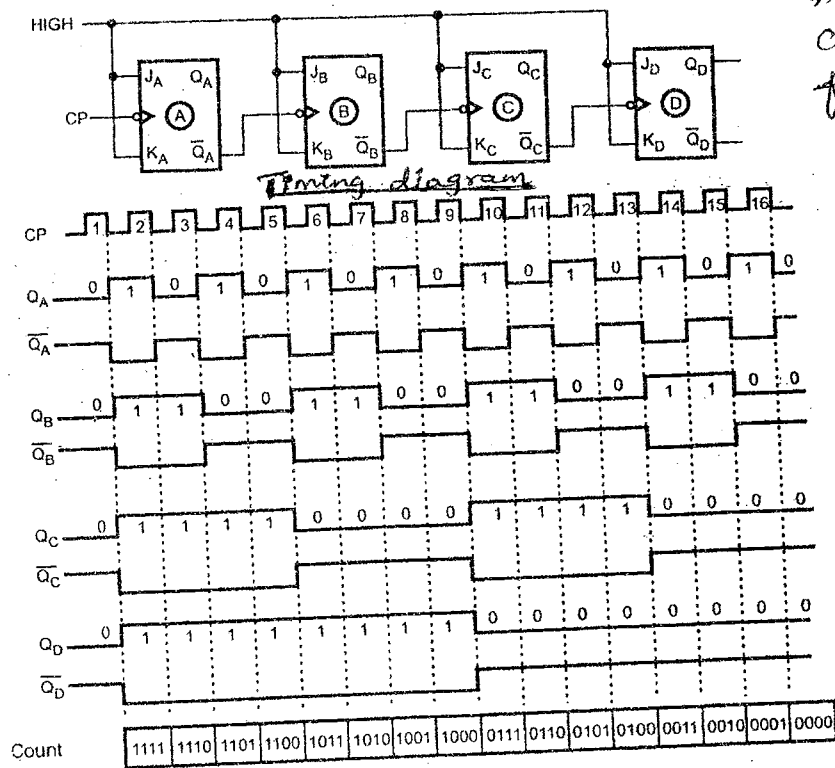 HIGH
J_A Q_A J_B Q_B J_C Q_C J_D Q_D
CP A B C D
K_A Q̅_A K_B Q̅_B K_C Q̅_C K_D Q̅_D
Timing diagram
CP 1 2 3 4 5 6 7 8 9 10 11 12 13 14 15 16
Q_A 0 1 0 1 0 1 0 1 0 1 0 1 0 1 0 1 0
Q̅_A
Q_B 0 1 1 0 0 1 1 0 0 1 1 0 0 1 1 0 0
Q̅_B
Q_C 0 1 1 1 1 0 0 0 0 1 1 1 1 0 0 0 0
Q̅_C
Q_D 0 1 1 1 1 1 1 1 1 0 0 0 0 0 0 0 0
Q̅_D
Count 1111 1110 1101 1100 1011 1010 1001 1000 0111 0110 0101 0100 0011 0010 0001 0000